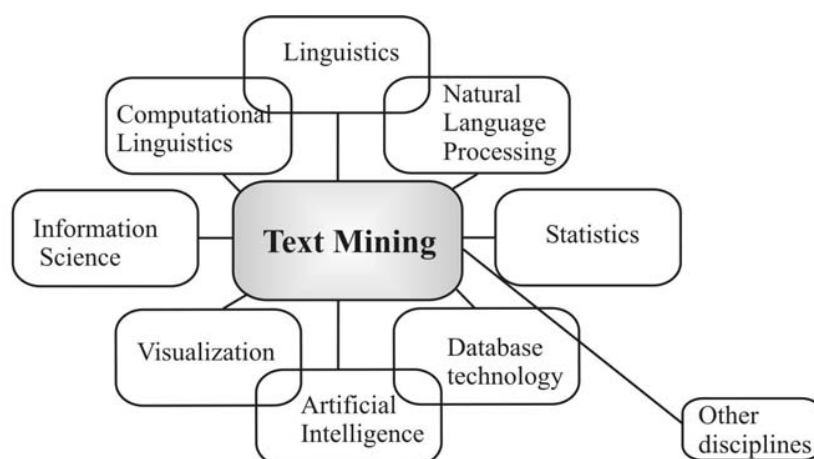 Linguistics
Computational
Linguistics
Natural
Language
Processing
Information
Science
Text Mining
Statistics
Visualization
Database
technology
Artificial
Intelligence
Other
disciplines